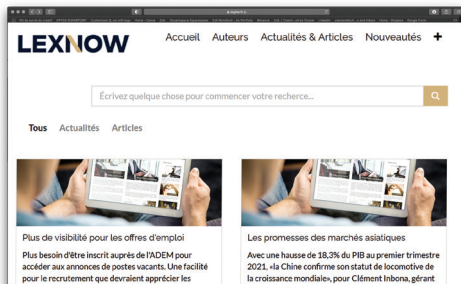 LEXNOW
Accueil Auteurs Actualités & Articles Nouveautés +
Écrivez quelque chose pour commencer votre recherce...
Tous Actualités Articles
Plus de visibilité pour les offres d'emploi
Plus besoin d'être inscrit auprès de l'ADEM pour
accéder aux annonces de postes vacants. Une facilité
pour le recrutement que devraient apprécier les
Les promesses des marchés asiatiques
Avec une hausse de 18,3% du PIB au premier trimestre
2021, «la Chine confirme son statut de locomotive de
la croissance mondiale», pour Clément Inbona, gérant